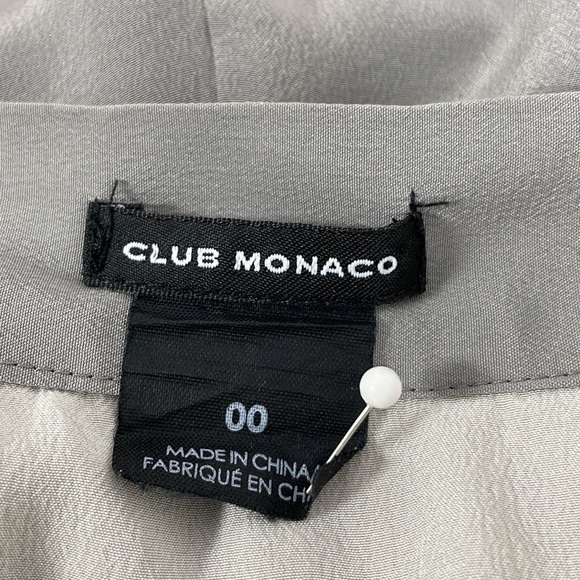 CLUB MONACO
00
MADE IN CHINA
FABRIQUÉ EN